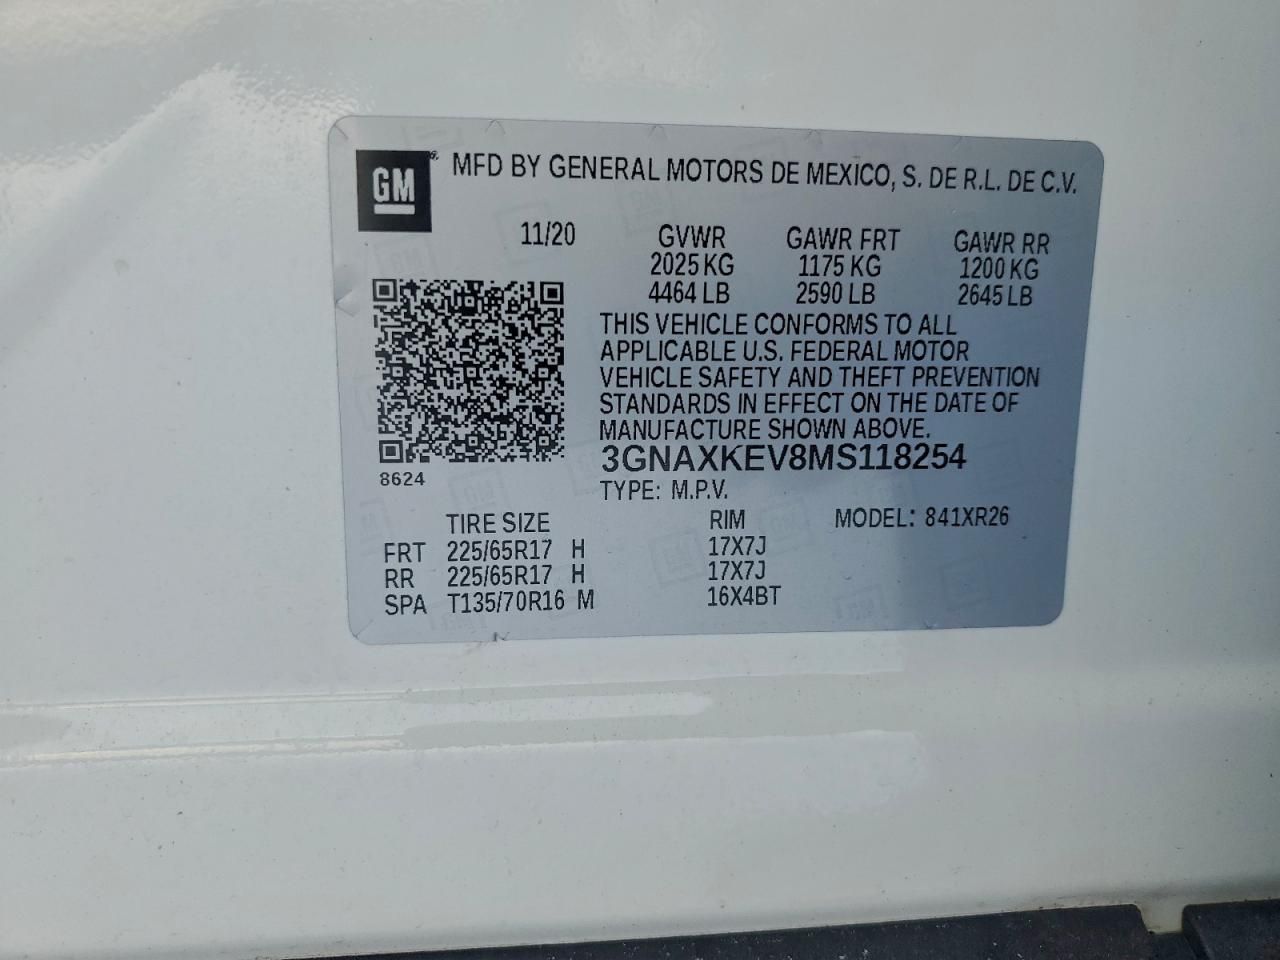 GM
MFD BY GENERAL MOTORS DE MEXICO, S. DE R.L. DE C.V.
11/20 GVWR GAWR FRT GAWR RR
2025 KG 1175 KG 1200 KG
4464 LB 2590 LB 2645 LB
THIS VEHICLE CONFORMS TO ALL
APPLICABLE U.S. FEDERAL MOTOR
VEHICLE SAFETY AND THEFT PREVENTION
STANDARDS IN EFFECT ON THE DATE OF
MANUFACTURE SHOWN ABOVE.
3GNAXKEV8MS118254
8624
TYPE: M.P.V.
TIRE SIZE RIM MODEL: 841XR26
FRT 225/65R17 H 17X7J
RR 225/65R17 H 17X7J
SPA T135/70R16 M 16X4BT